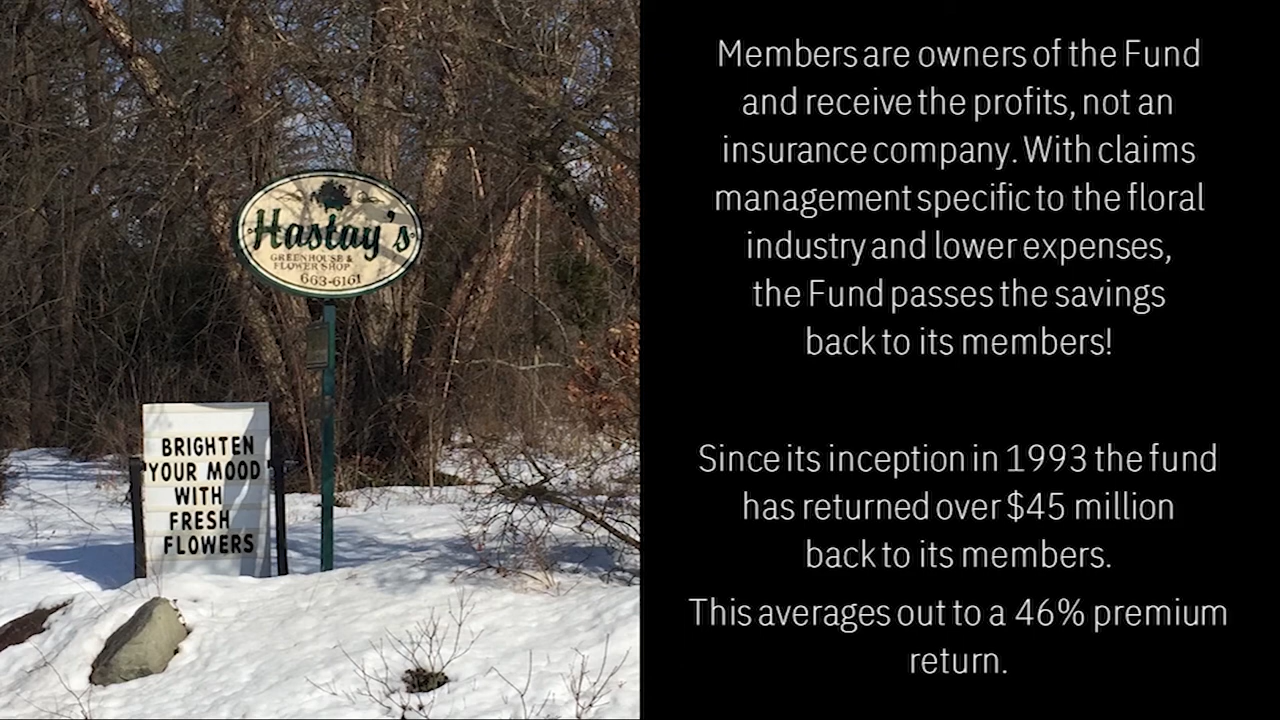 Hastay's
GREENHOUSE &
FLOWER SHOP
663-6161
BRIGHTEN
YOUR MOOD
WITH
FRESH
FLOWERS
Members are owners of the Fund
and receive the profits, not an
insurance company. With claims
management specific to the floral
industry and lower expenses,
the Fund passes the savings
back to its members!
Since its inception in 1993 the fund
has returned over $45 million
back to its members.
This averages out to a 46% premium
return.